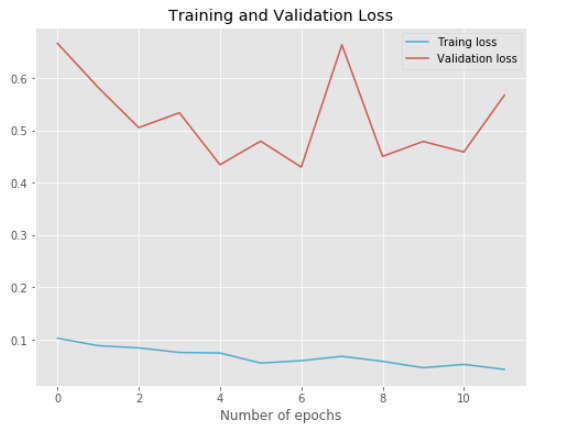 Training and Validation Loss
Traing loss
Validation loss
0.6
0.5
0.4
0.3
0.2
0.1
0 2 4 6 8 10
Number of epochs